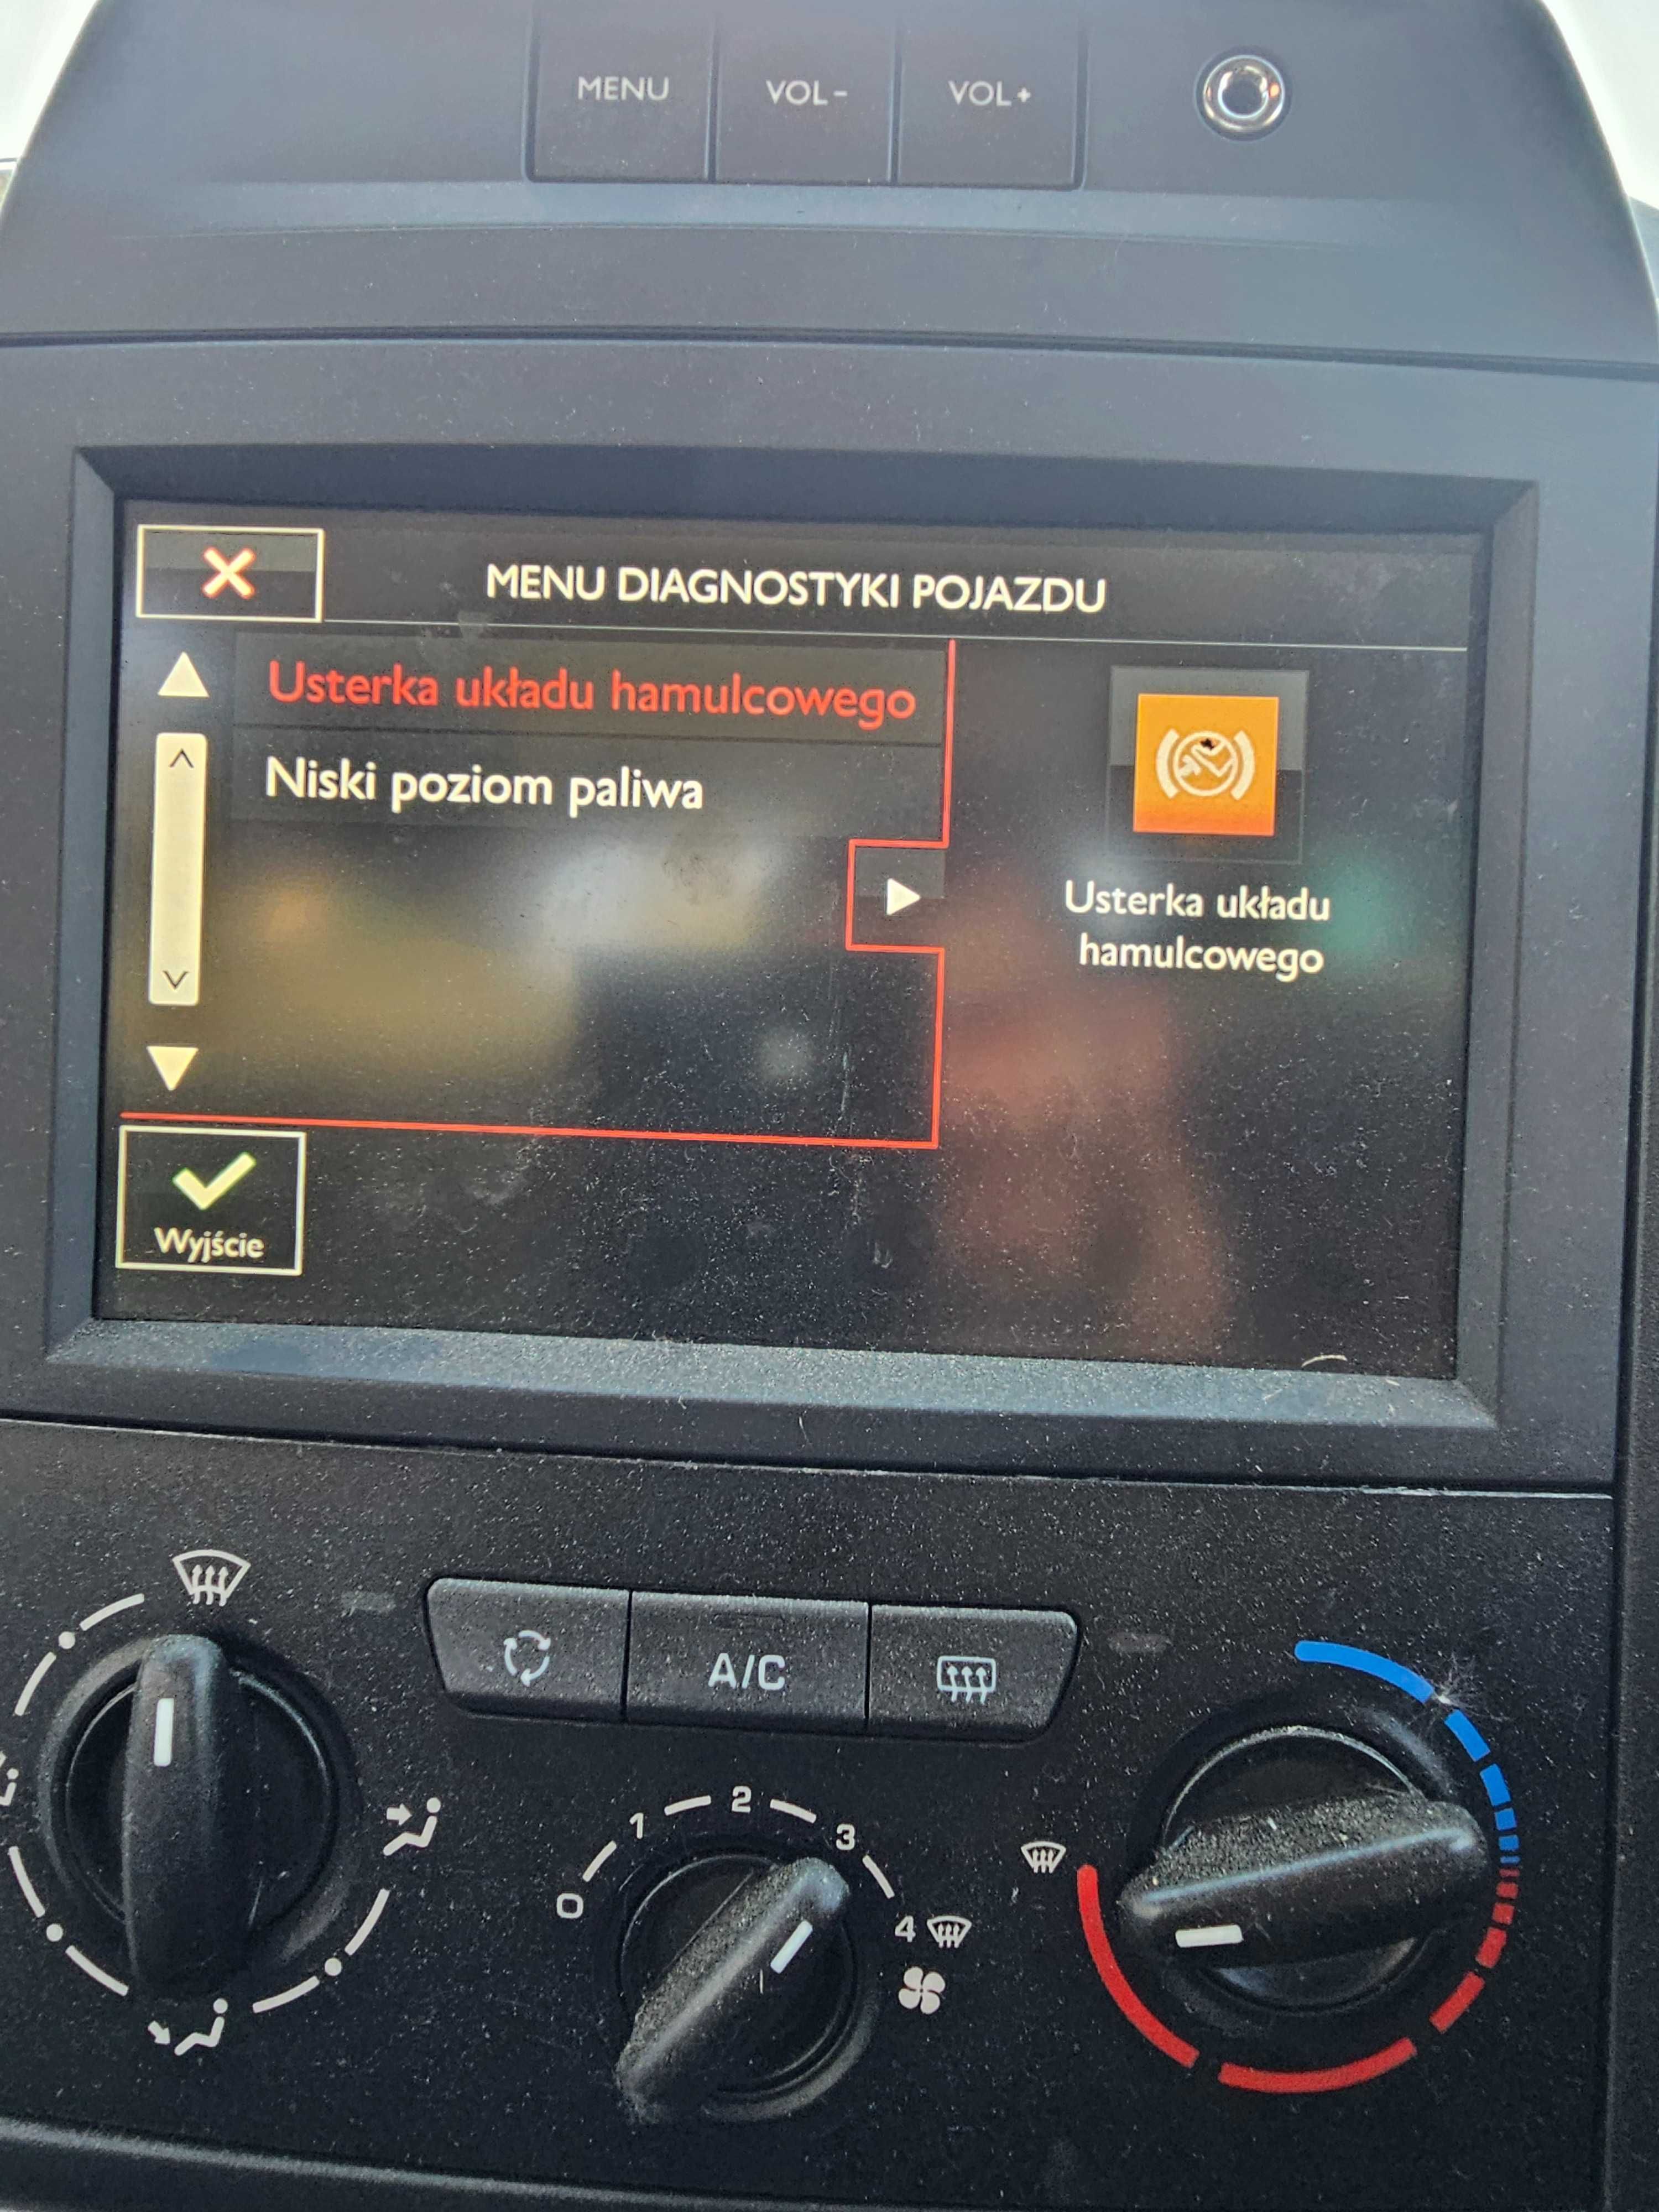 MENU
VOL -
VOL +
MENU DIAGNOSTYKI POJAZDU
Usterka układu hamulcowego
Niski poziom paliwa
Usterka układu
hamulcowego
Wyjście
A/C
0
1
2
3
4